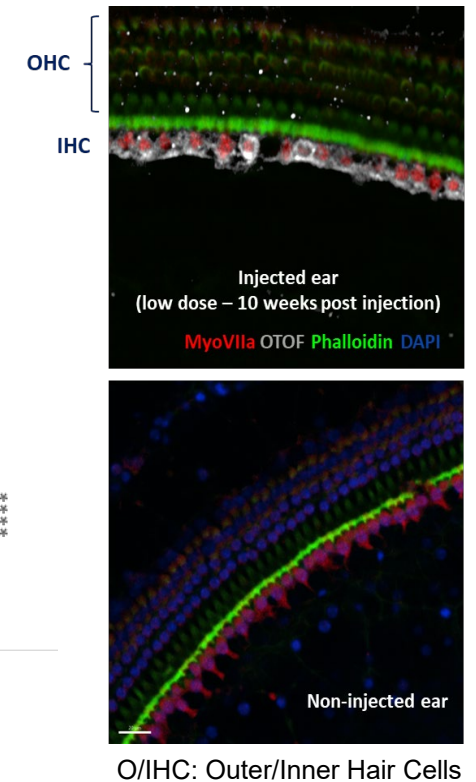 OHC
IHC
Injected ear
(low dose – 10 weeks post injection)
MyoVIIa OTOF Phalloidin DAPI
****
Non-injected ear
O/IHC: Outer/Inner Hair Cells